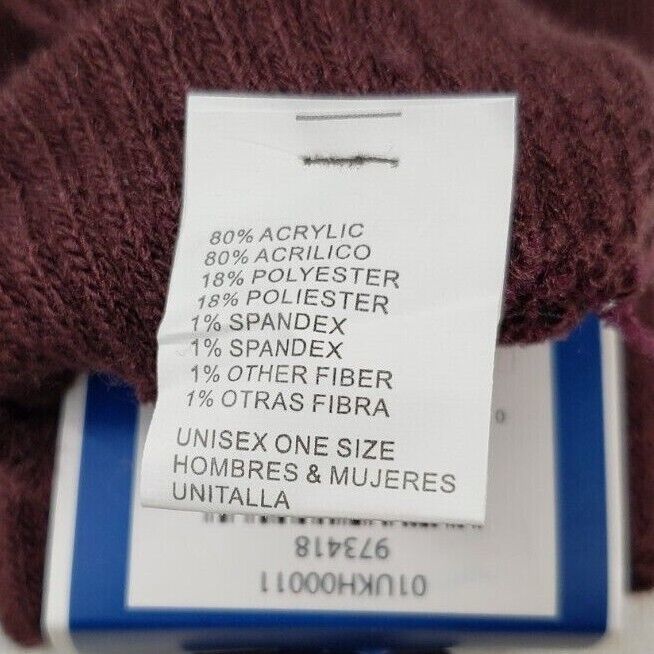 80% ACRYLIC
80% ACRILICO
18% POLYESTER
18% POLIESTER
1% SPANDEX
1% SPANDEX
1% OTHER FIBER
1% OTRAS FIBRA
UNISEX ONE SIZE
HOMBRES & MUJERES
UNITALLA
973418
01UKH00011